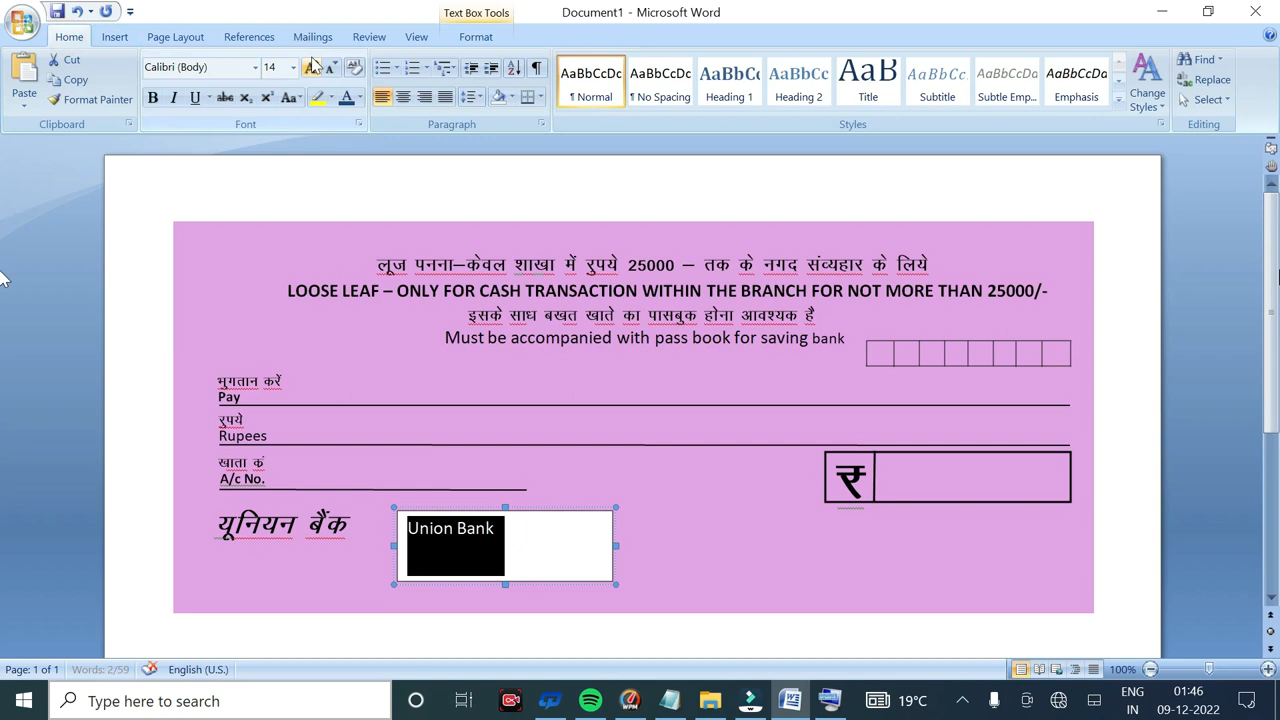 Document1 - Microsoft Word
Text Box Tools
Home Insert Page Layout References Mailings Review View Format
Paste
Cut
Copy
Format Painter
Clipboard
Calibri (Body) 14
Font
Paragraph
AaBbCcDc AaBbCcDc AaBbCc AaBbCc AaB AaBbCc AaBbCcDc AaBbCcDc
¶ Normal ¶ No Spacing Heading 1 Heading 2 Title Subtitle Subtle Emp... Emphasis
Change Styles
Styles
Find
Replace
Select
Editing
लूज पनना–केवल शाखा में रुपये 25000 – तक के नगद संव्यहार के लिये
LOOSE LEAF – ONLY FOR CASH TRANSACTION WITHIN THE BRANCH FOR NOT MORE THAN 25000/-
इसके साध बखत खाते का पासबुक होना आवश्यक है
Must be accompanied with pass book for saving bank
भुगतान करें
Pay
रुपये
Rupees
खाता कं
A/c No.
₹
यूनियन बैंक
Union Bank
Page: 1 of 1 Words: 2/59 English (U.S.) 100%
Type here to search
WPM
19°C
ENG
IN
01:46
09-12-2022